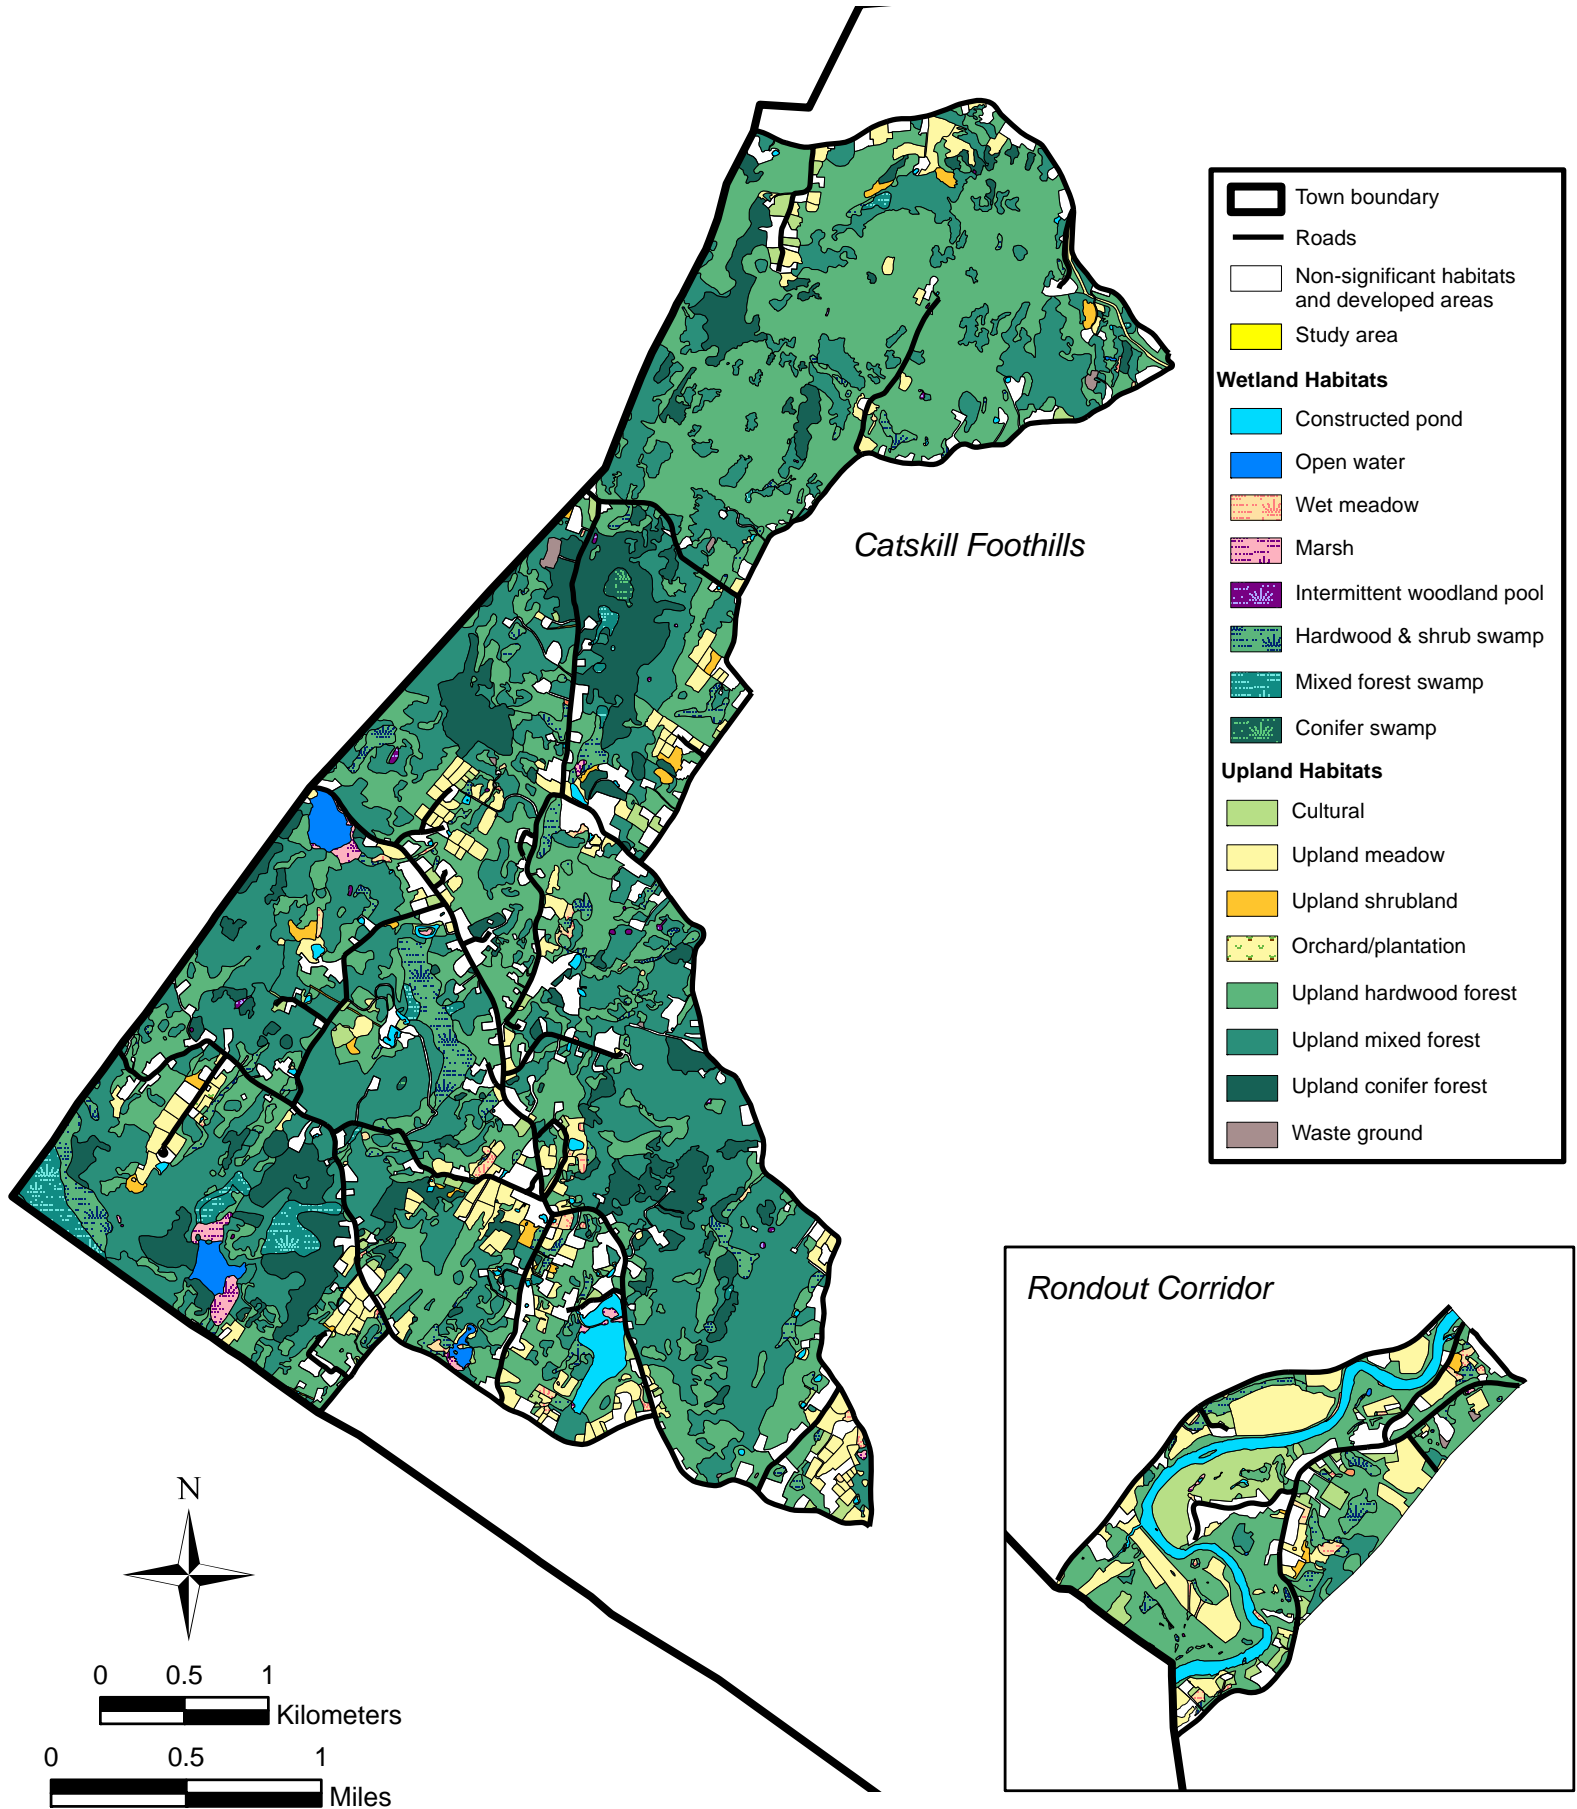 Town boundary
Roads
Non-significant habitats
and developed areas
Study area
Wetland Habitats
Constructed pond
Open water
Wet meadow
Marsh
Intermittent woodland pool
Hardwood & shrub swamp
Mixed forest swamp
Conifer swamp
Upland Habitats
Cultural
Upland meadow
Upland shrubland
Orchard/plantation
Upland hardwood forest
Upland mixed forest
Upland conifer forest
Waste ground
Catskill Foothills
Rondout Corridor
N
0 0.5 1
Kilometers
0 0.5 1
Miles